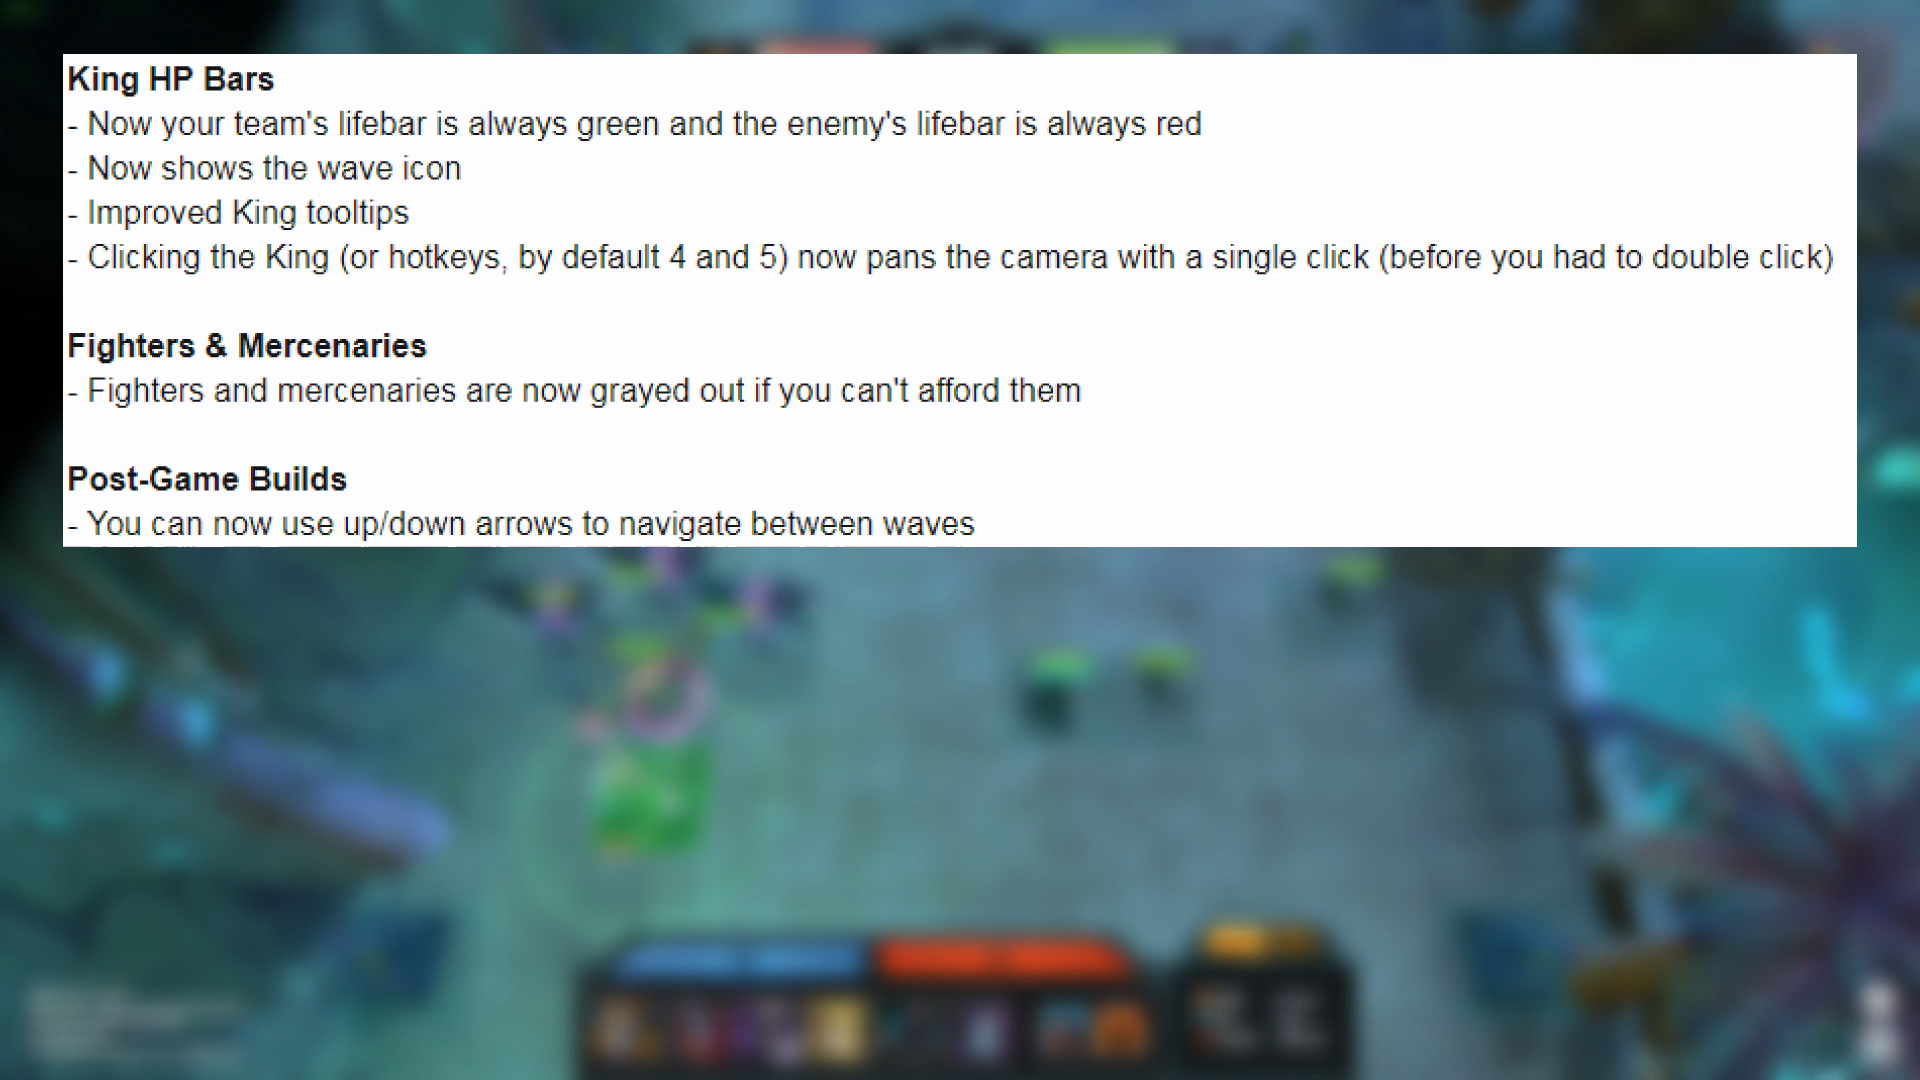 King HP Bars
- Now your team's lifebar is always green and the enemy's lifebar is always red
- Now shows the wave icon
- Improved King tooltips
- Clicking the King (or hotkeys, by default 4 and 5) now pans the camera with a single click (before you had to double click)
Fighters & Mercenaries
- Fighters and mercenaries are now grayed out if you can't afford them
Post-Game Builds
- You can now use up/down arrows to navigate between waves